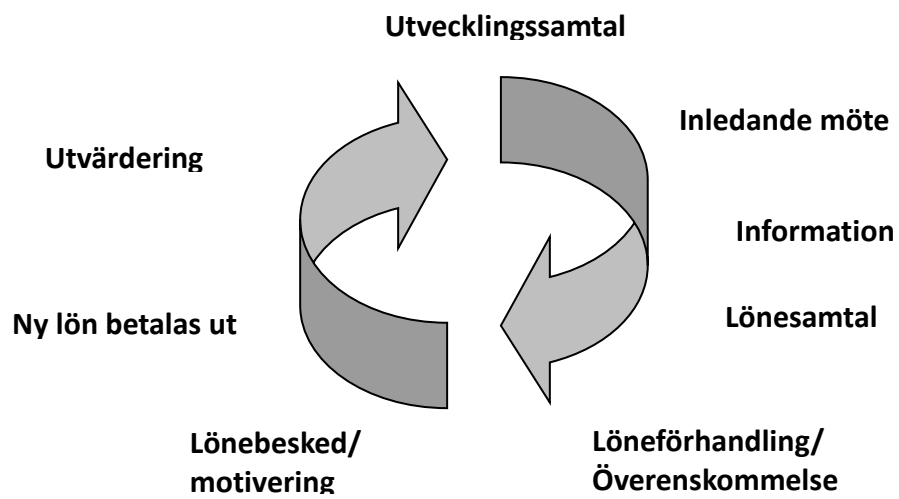 Utvecklingssamtal
Inledande möte
Information
Lönesamtal
Löneförhandling/
Överenskommelse
Lönebesked/
motivering
Ny lön betalas ut
Utvärdering